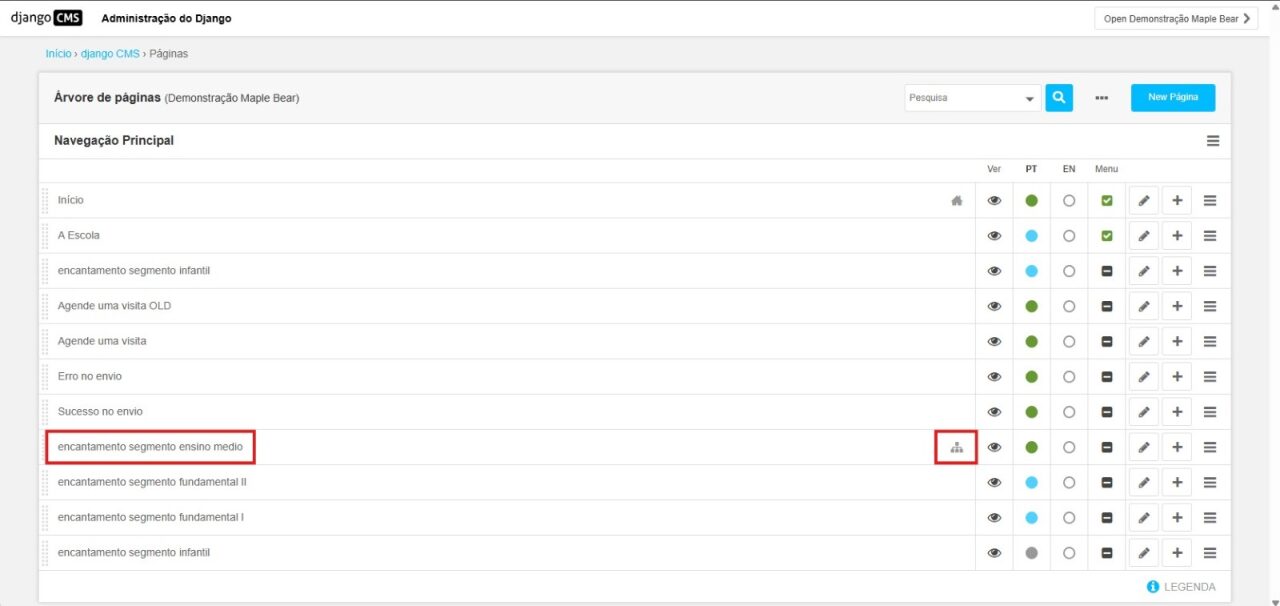 django CMS Administração do Django Open Demonstração Maple Bear
Início › django CMS › Páginas
Árvore de páginas (Demonstração Maple Bear) Pesquisa New Página
Navegação Principal
Ver PT EN Menu
Início
A Escola
encantamento segmento infantil
Agende uma visita OLD
Agende uma visita
Erro no envio
Sucesso no envio
encantamento segmento ensino medio
encantamento segmento fundamental II
encantamento segmento fundamental I
encantamento segmento infantil
LEGENDA